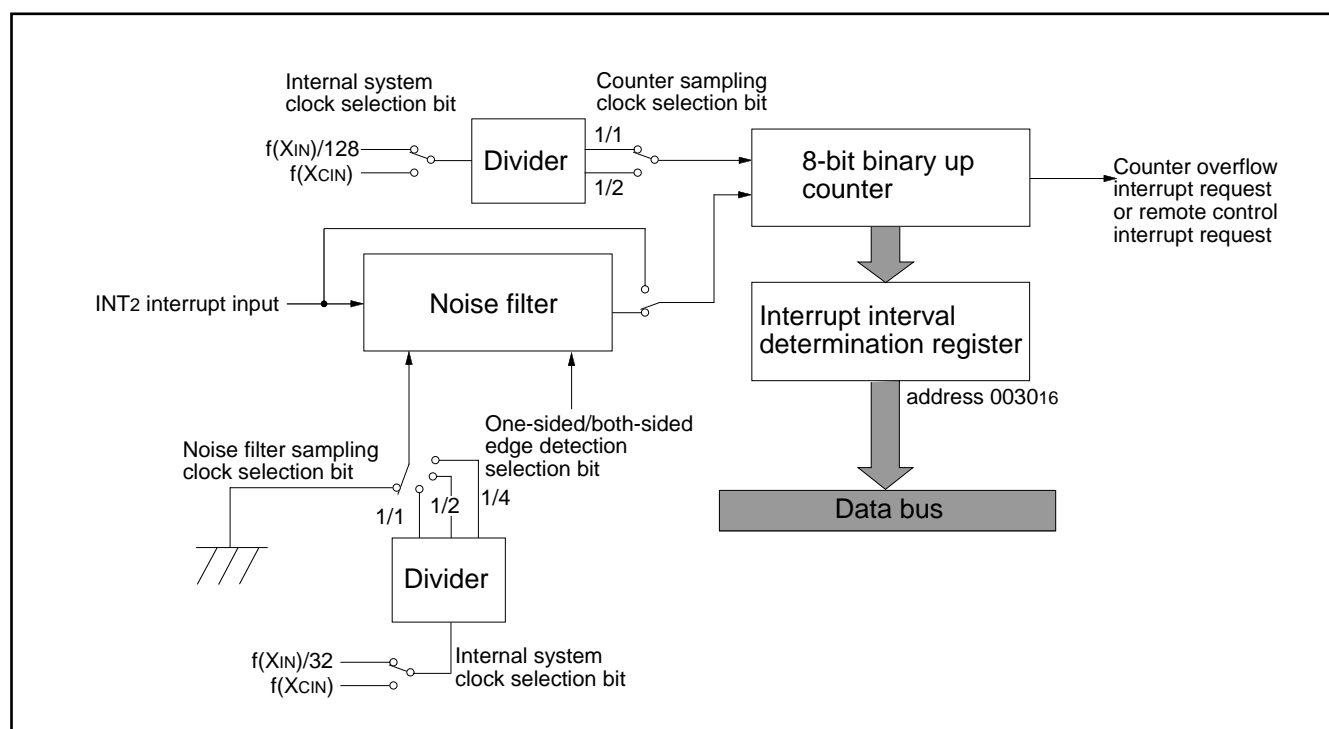 Internal system
clock selection bit
Counter sampling
clock selection bit
f(XIN)/128
f(XCIN)
Divider
1/1
1/2
8-bit binary up
counter
Counter overflow
interrupt request
or remote control
interrupt request
INT2 interrupt input
Noise filter
Interrupt interval
determination register
address 003016
One-sided/both-sided
edge detection
selection bit
Noise filter sampling
clock selection bit
1/1
1/2
1/4
Data bus
Divider
f(XIN)/32
f(XCIN)
Internal system
clock selection bit